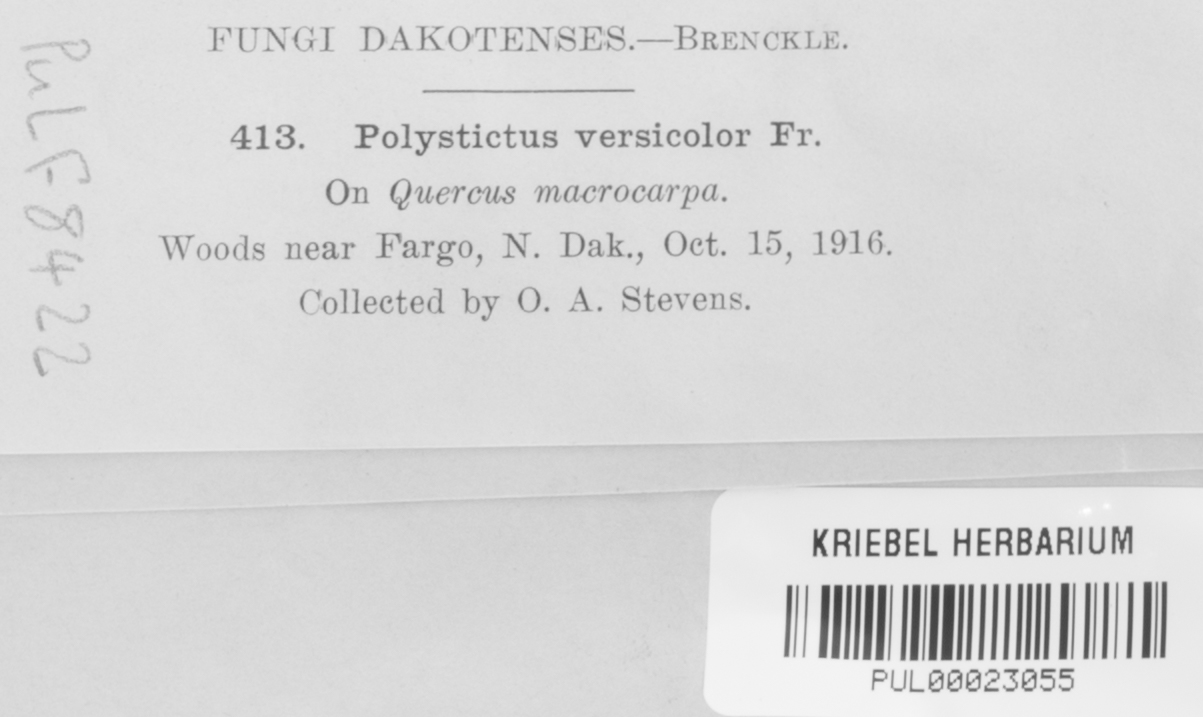 FUNGI DAKOTENSES.—BRENCKLE.
413. Polystictus versicolor Fr.
On Quercus macrocarpa.
Woods near Fargo, N. Dak., Oct. 15, 1916.
Collected by O. A. Stevens.
PUL F8422
KRIEBEL HERBARIUM
PUL00023055